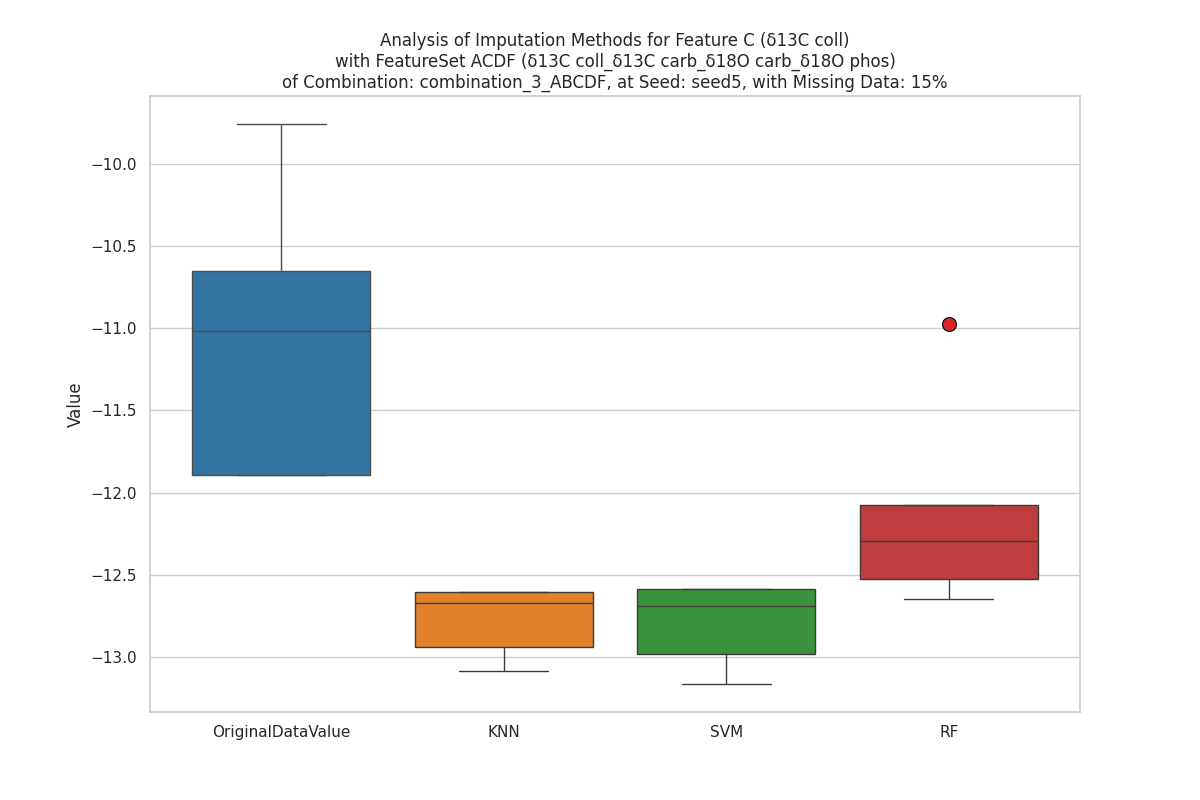 Analysis of Imputation Methods for Feature C (δ13C coll)
with FeatureSet ACDF (δ13C coll_δ13C carb_δ18O carb_δ18O phos)
of Combination: combination_3_ABCDF, at Seed: seed5, with Missing Data: 15%
−10.0
−10.5
−11.0
−11.5
−12.0
−12.5
−13.0
Value
OriginalDataValue
KNN
SVM
RF